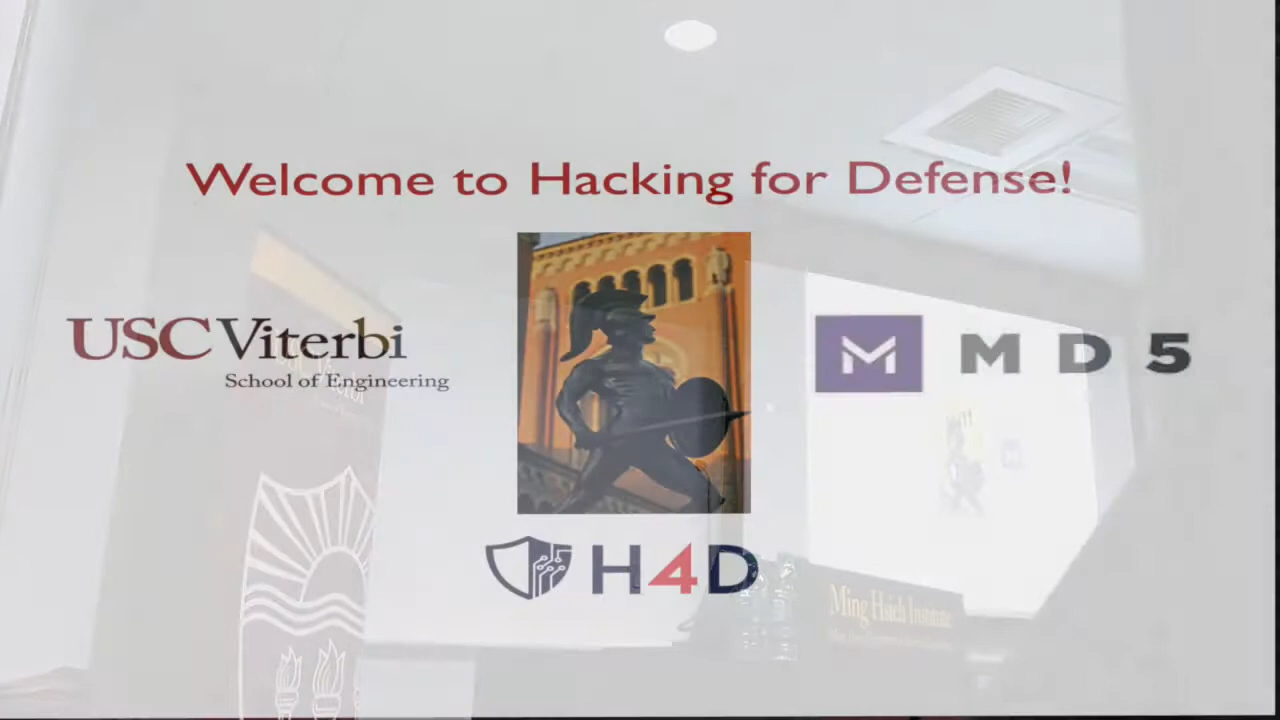 Welcome to Hacking for Defense!
USC Viterbi
School of Engineering
M D 5
H4D
Ming Hsieh Institute